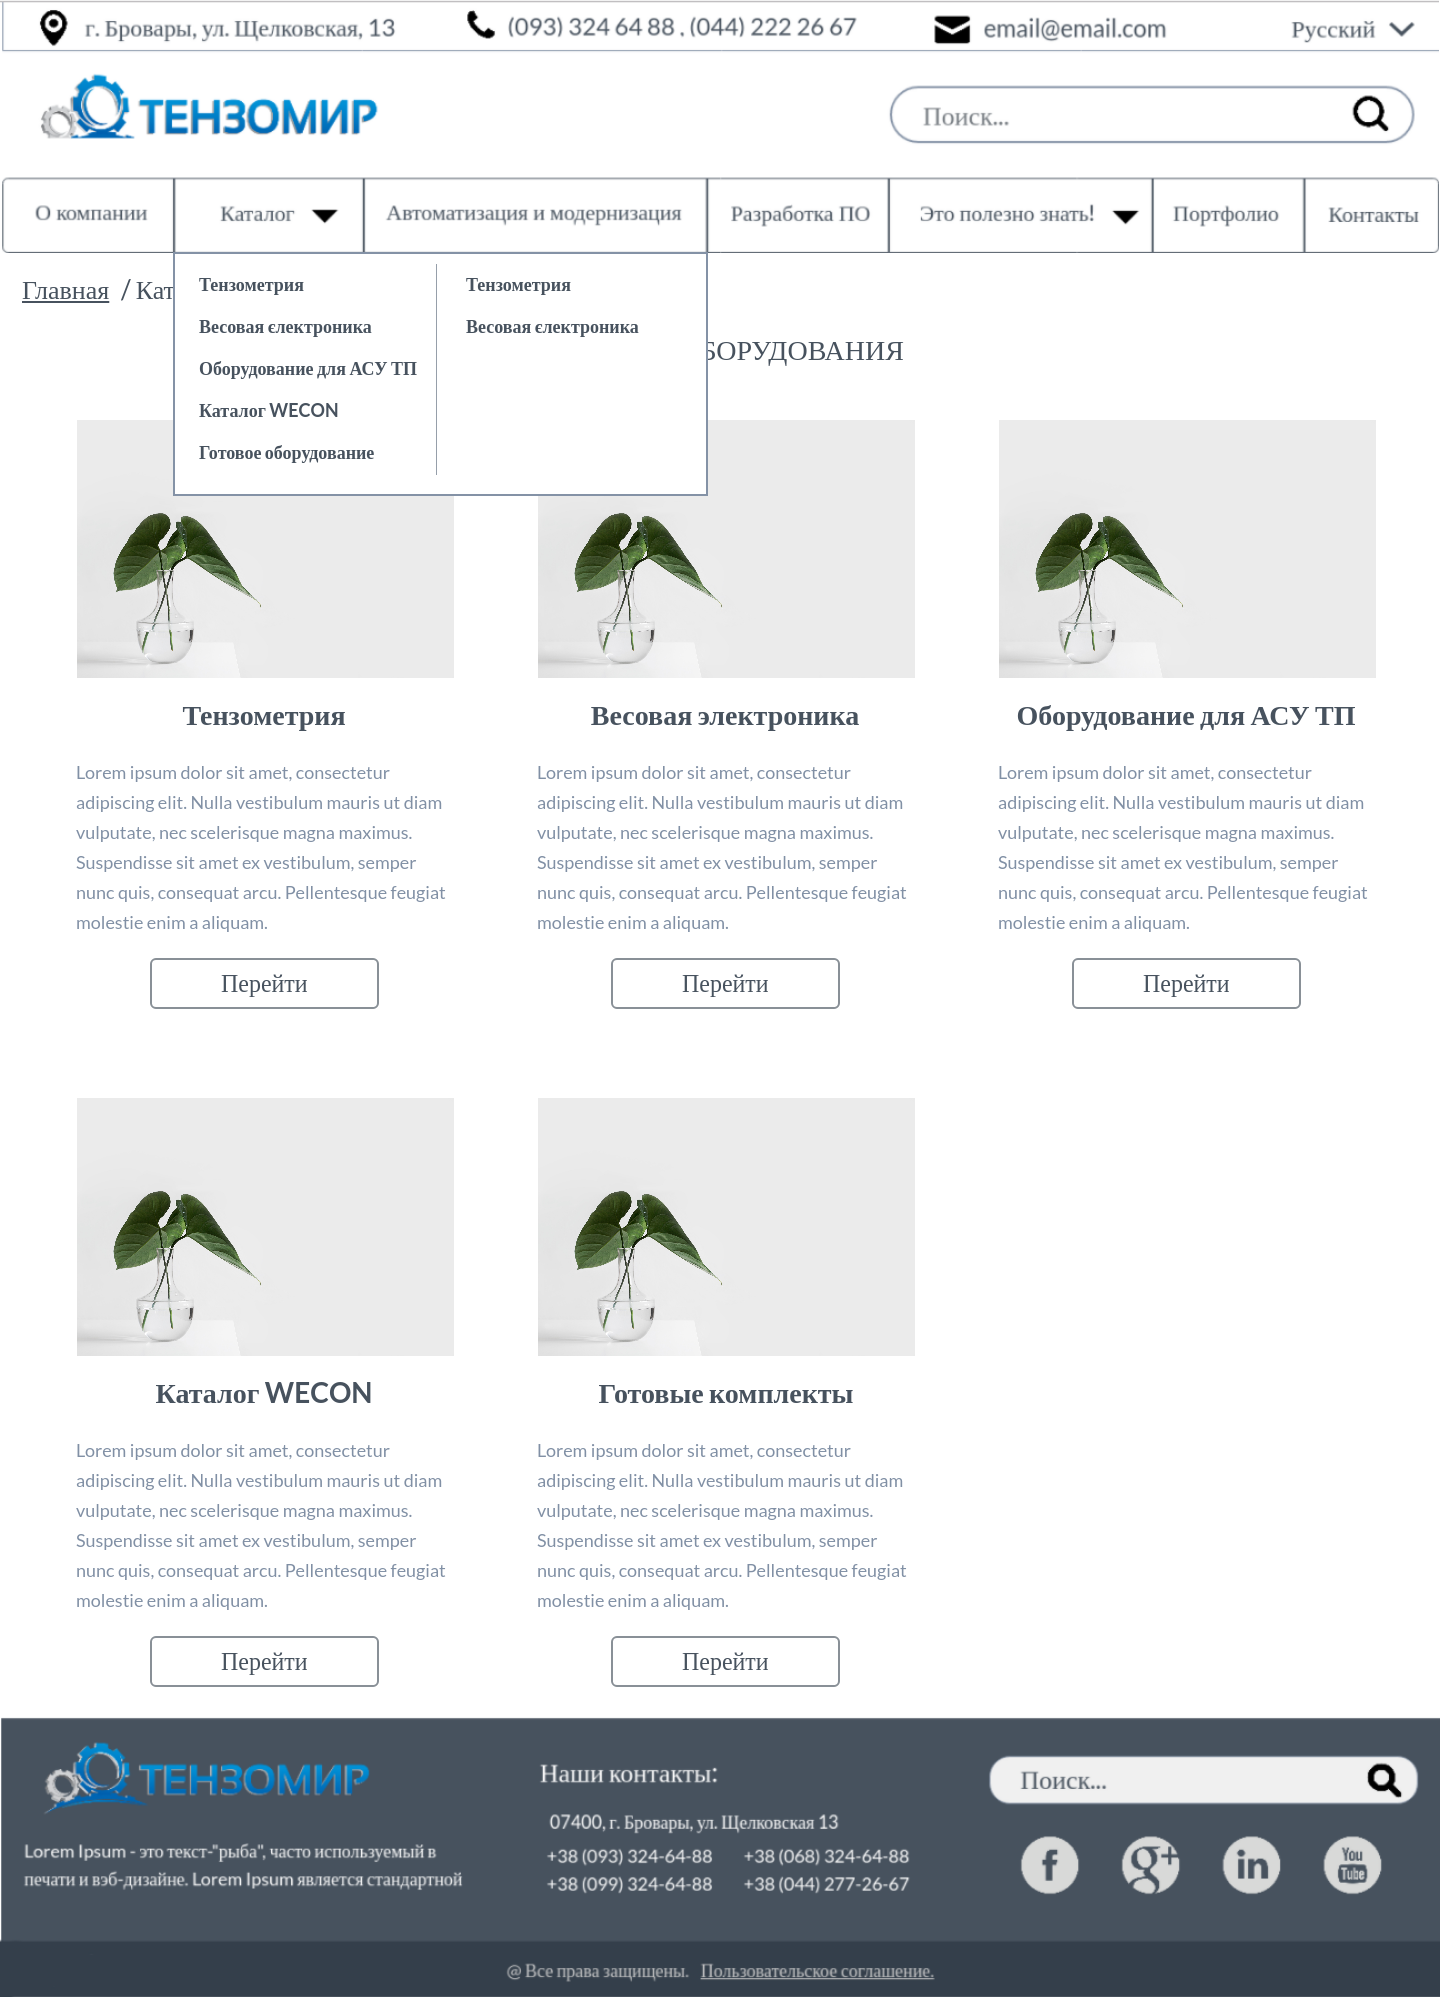 г. Бровары, ул. Щелковская, 13
(093) 324 64 88 , (044) 222 26 67
email@email.com
Русский
ТЕНЗОМИР
Поиск...
О компании
Каталог
Автоматизация и модернизация
Разработка ПО
Это полезно знать!
Портфолио
Контакты
Главная / Кат
Тензометрия
Весовая єлектроника
Оборудование для АСУ ТП
Каталог WECON
Готовое оборудование
Тензометрия
Весовая єлектроника
БОРУДОВАНИЯ
Тензометрия
Lorem ipsum dolor sit amet, consectetur
adipiscing elit. Nulla vestibulum mauris ut diam
vulputate, nec scelerisque magna maximus.
Suspendisse sit amet ex vestibulum, semper
nunc quis, consequat arcu. Pellentesque feugiat
molestie enim a aliquam.
Перейти
Весовая электроника
Lorem ipsum dolor sit amet, consectetur
adipiscing elit. Nulla vestibulum mauris ut diam
vulputate, nec scelerisque magna maximus.
Suspendisse sit amet ex vestibulum, semper
nunc quis, consequat arcu. Pellentesque feugiat
molestie enim a aliquam.
Перейти
Оборудование для АСУ ТП
Lorem ipsum dolor sit amet, consectetur
adipiscing elit. Nulla vestibulum mauris ut diam
vulputate, nec scelerisque magna maximus.
Suspendisse sit amet ex vestibulum, semper
nunc quis, consequat arcu. Pellentesque feugiat
molestie enim a aliquam.
Перейти
Каталог WECON
Lorem ipsum dolor sit amet, consectetur
adipiscing elit. Nulla vestibulum mauris ut diam
vulputate, nec scelerisque magna maximus.
Suspendisse sit amet ex vestibulum, semper
nunc quis, consequat arcu. Pellentesque feugiat
molestie enim a aliquam.
Перейти
Готовые комплекты
Lorem ipsum dolor sit amet, consectetur
adipiscing elit. Nulla vestibulum mauris ut diam
vulputate, nec scelerisque magna maximus.
Suspendisse sit amet ex vestibulum, semper
nunc quis, consequat arcu. Pellentesque feugiat
molestie enim a aliquam.
Перейти
ТЕНЗОМИР
Lorem Ipsum - это текст-"рыба", часто используемый в
печати и вэб-дизайне. Lorem Ipsum является стандартной
Наши контакты:
07400, г. Бровары, ул. Щелковская 13
+38 (093) 324-64-88 +38 (068) 324-64-88
+38 (099) 324-64-88 +38 (044) 277-26-67
Поиск...
f
g+
in
You
Tube
@ Все права защищены. Пользовательское соглашение.